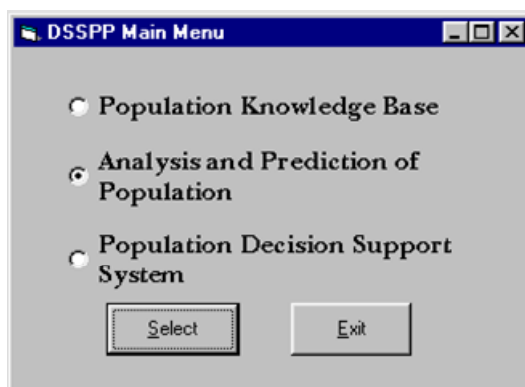 DSSPP Main Menu
Population Knowledge Base
Analysis and Prediction of
Population
Population Decision Support
System
Select
Exit